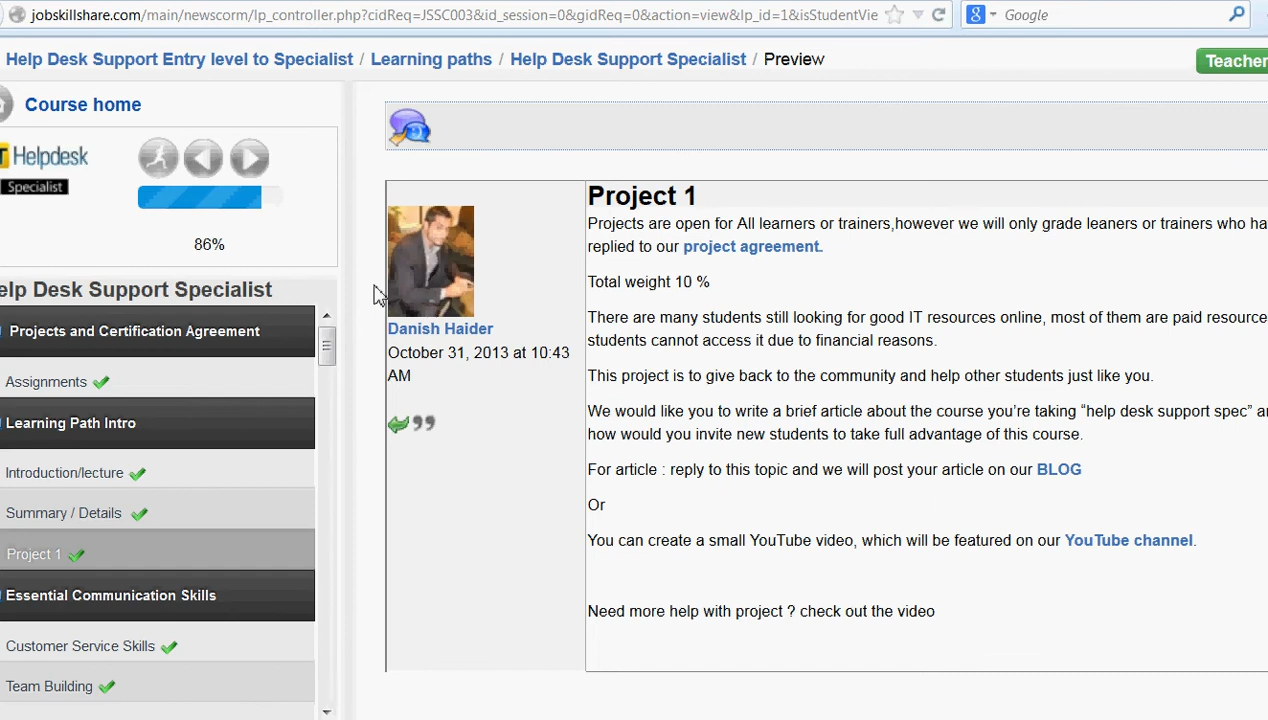 jobskillshare.com/main/newscorm/lp_controller.php?cidReq=JSS0703&id_session=0&gidReq=0&action=view&lp_id=1&isStudentVie
Google
Help Desk Support Entry level to Specialist / Learning paths / Help Desk Support Specialist / Preview
Teacher
Course home
T Helpdesk
Specialist
86%
elp Desk Support Specialist
Projects and Certification Agreement
Assignments
Learning Path Intro
Introduction/lecture
Summary / Details
Project 1
Essential Communication Skills
Customer Service Skills
Team Building
Danish Haider
October 31, 2013 at 10:43
AM
Project 1
Projects are open for All learners or trainers,however we will only grade leaners or trainers who ha
replied to our project agreement.
Total weight 10 %
There are many students still looking for good IT resources online, most of them are paid resource
students cannot access it due to financial reasons.
This project is to give back to the community and help other students just like you.
We would like you to write a brief article about the course you're taking “help desk support spec” a
how would you invite new students to take full advantage of this course.
For article : reply to this topic and we will post your article on our BLOG
Or
You can create a small YouTube video, which will be featured on our YouTube channel.
Need more help with project ? check out the video